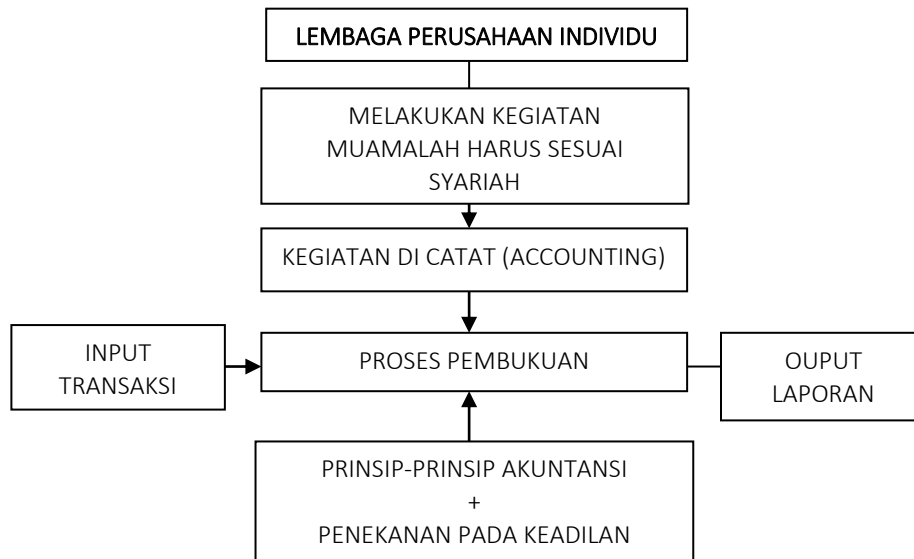 LEMBAGA PERUSAHAAN INDIVIDU
MELAKUKAN KEGIATAN
MUAMALAH HARUS SESUAI
SYARIAH
KEGIATAN DI CATAT (ACCOUNTING)
INPUT
TRANSAKSI
PROSES PEMBUKUAN
OUPUT
LAPORAN
PRINSIP-PRINSIP AKUNTANSI
+
PENEKANAN PADA KEADILAN